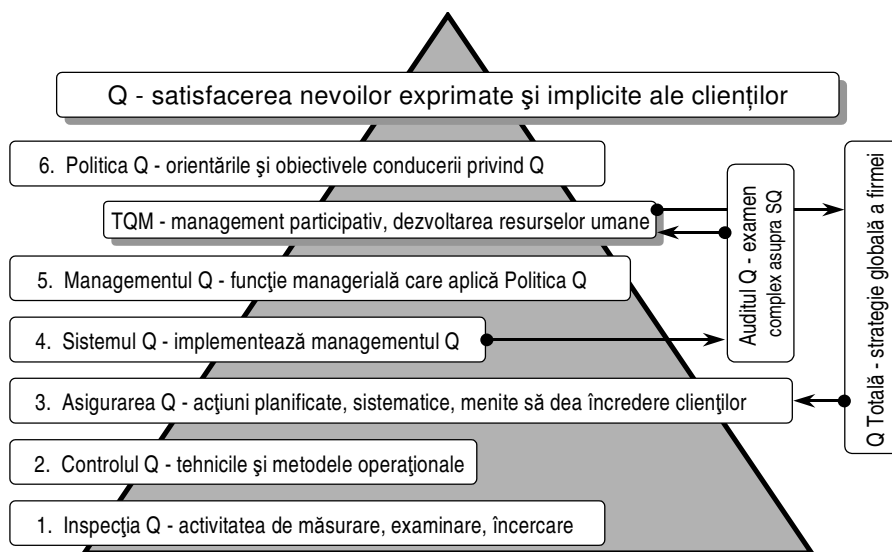 Q - satisfacerea nevoilor exprimate şi implicite ale clienților
6. Politica Q - orientările şi obiectivele conducerii privind Q
TQM - management participativ, dezvoltarea resurselor umane
5. Managementul Q - funcţie managerială care aplică Politica Q
4. Sistemul Q - implementează managementul Q
3. Asigurarea Q - acţiuni planificate, sistematice, menite să dea încredere clienţilor
2. Controlul Q - tehnicile şi metodele operaţionale
1. Inspecţia Q - activitatea de măsurare, examinare, încercare
Auditul Q - examen
complex asupra SQ
Q Totală - strategie globală a firmei